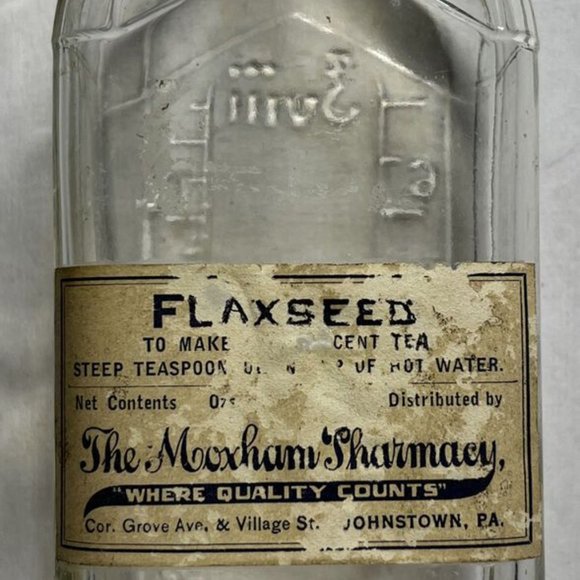 FLAXSEED
TO MAKE CENT TEA
STEEP TEASPOON OF HOT WATER.
Net Contents Ozs Distributed by
The Moxham Pharmacy,
"WHERE QUALITY COUNTS"
Cor. Grove Ave. & Village St. JOHNSTOWN, PA.